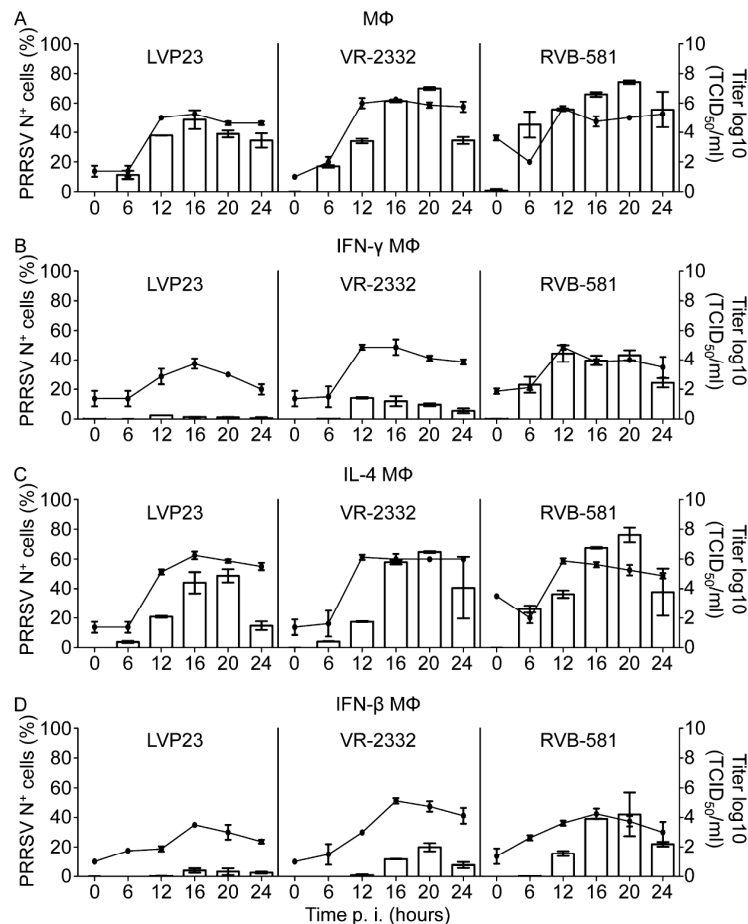 A
MΦ
LVP23 VR-2332 RVB-581
PRRSV N⁺ cells (%)
100
80
60
40
20
0
10
8
6
4
2
0
Titer log10
(TCID₅₀/ml)
0 6 12 16 20 24 0 6 12 16 20 24 0 6 12 16 20 24
B
IFN-γ MΦ
LVP23 VR-2332 RVB-581
PRRSV N⁺ cells (%)
100
80
60
40
20
0
10
8
6
4
2
0
Titer log10
(TCID₅₀/ml)
0 6 12 16 20 24 0 6 12 16 20 24 0 6 12 16 20 24
C
IL-4 MΦ
LVP23 VR-2332 RVB-581
PRRSV N⁺ cells (%)
100
80
60
40
20
0
10
8
6
4
2
0
Titer log10
(TCID₅₀/ml)
0 6 12 16 20 24 0 6 12 16 20 24 0 6 12 16 20 24
D
IFN-β MΦ
LVP23 VR-2332 RVB-581
PRRSV N⁺ cells (%)
100
80
60
40
20
0
10
8
6
4
2
0
Titer log10
(TCID₅₀/ml)
0 6 12 16 20 24 0 6 12 16 20 24 0 6 12 16 20 24
Time p. i. (hours)